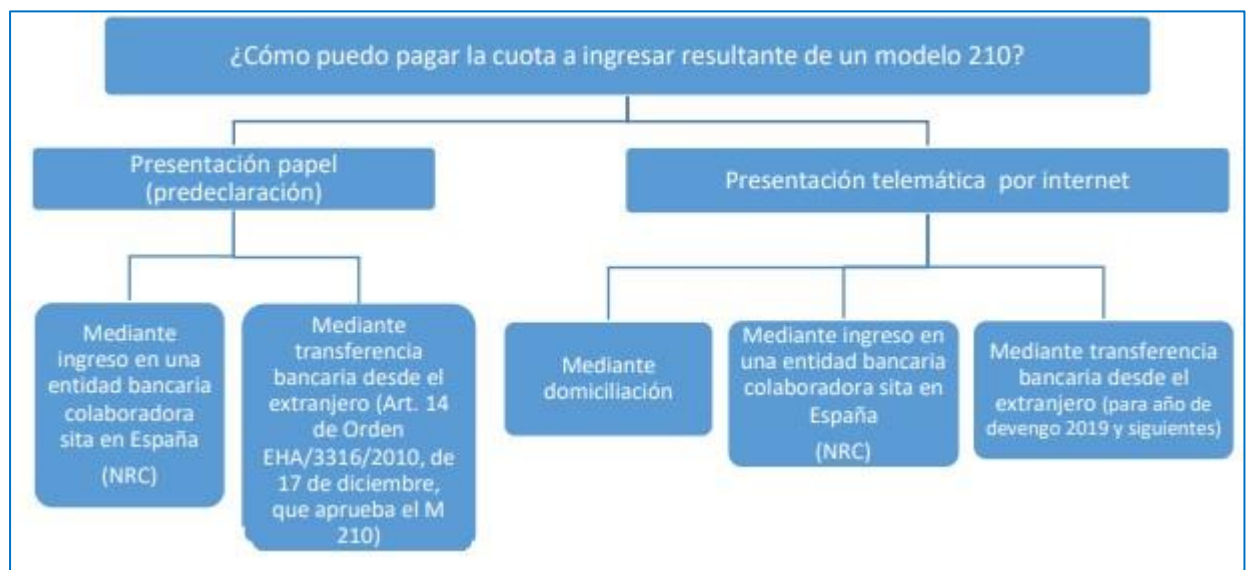 ¿Cómo puedo pagar la cuota a ingresar resultante de un modelo 210?
Presentación papel
(predeclaración)
Presentación telemática por internet
Mediante
ingreso en una
entidad bancaria
colaboradora
sita en España
(NRC)
Mediante
transferencia
bancaria desde el
extranjero (Art. 14
de Orden
EHA/3316/2010, de
17 de diciembre,
que aprueba el M
210)
Mediante
domiciliación
Mediante ingreso en
una entidad bancaria
colaboradora sita en
España
(NRC)
Mediante transferencia
bancaria desde el
extranjero (para año de
devengo 2019 y siguientes)